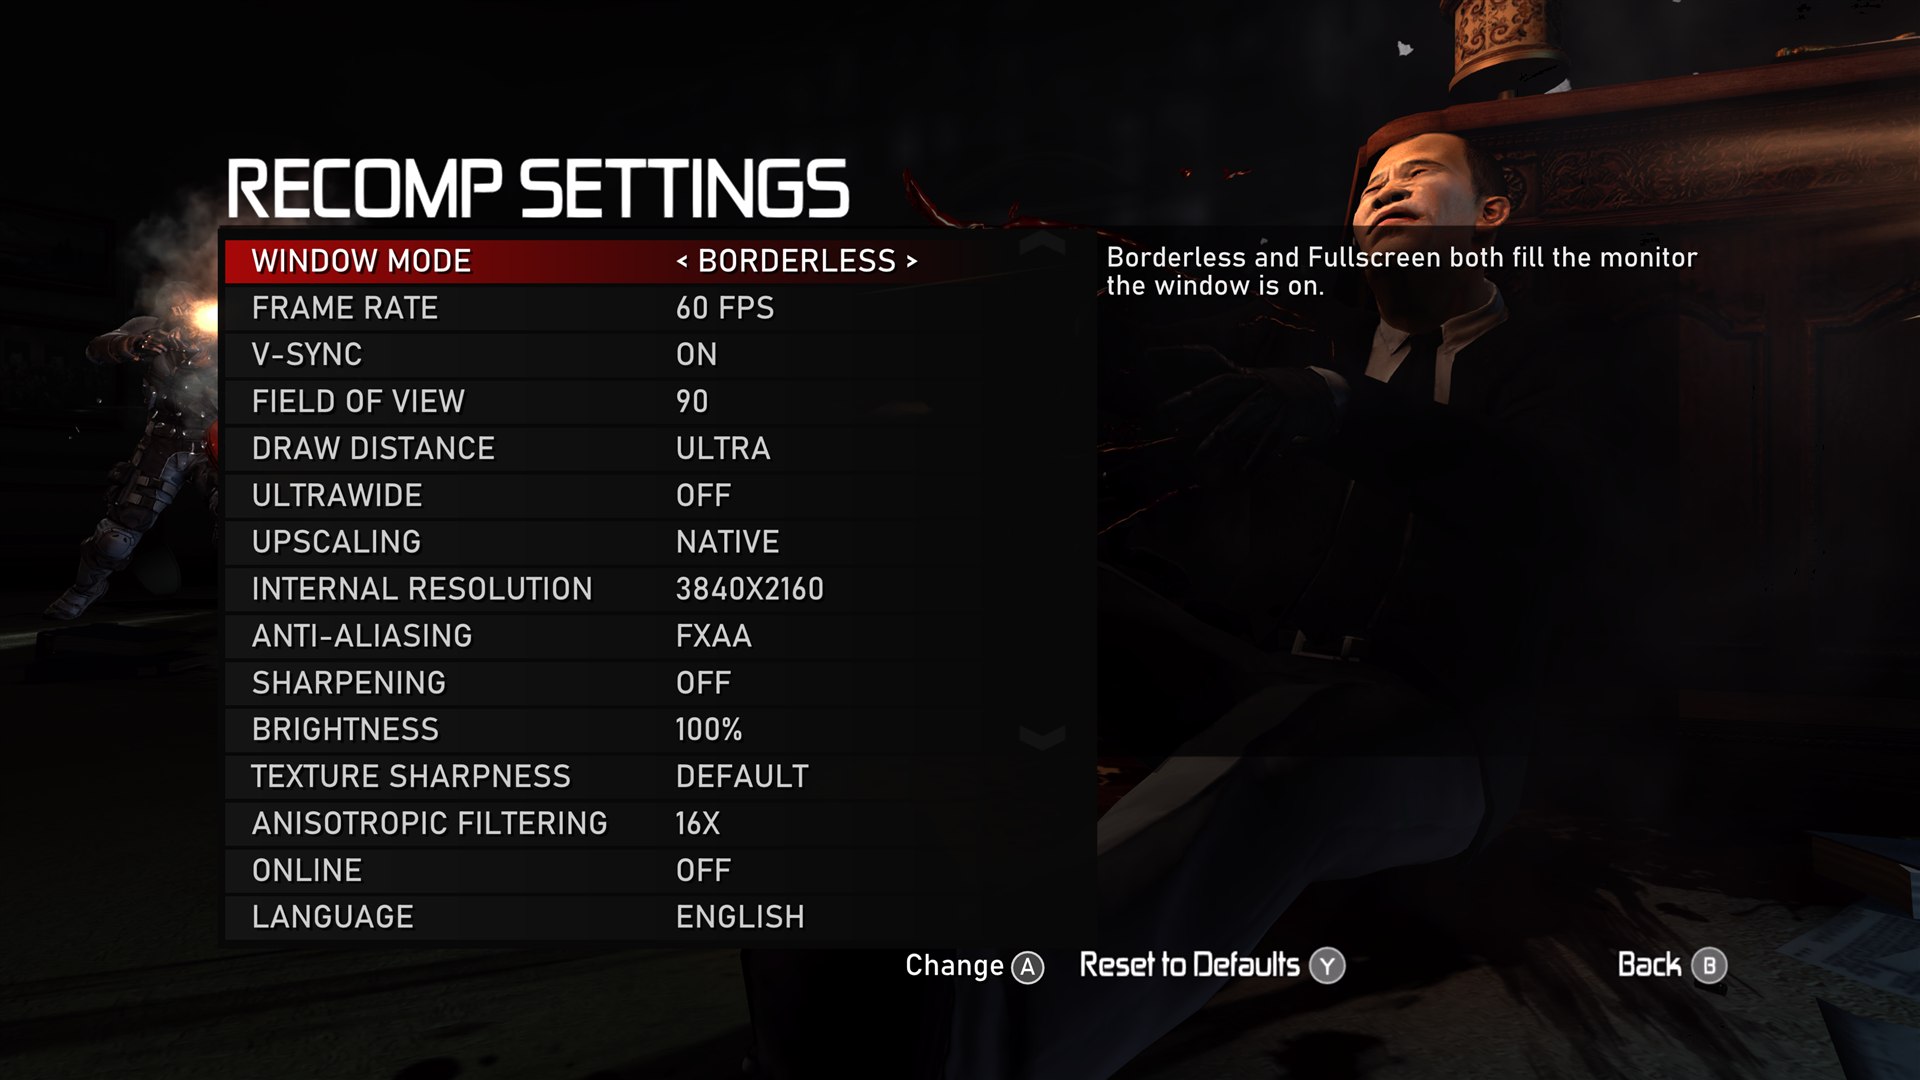 RECOMP SETTINGS
WINDOW MODE < BORDERLESS >
FRAME RATE 60 FPS
V-SYNC ON
FIELD OF VIEW 90
DRAW DISTANCE ULTRA
ULTRAWIDE OFF
UPSCALING NATIVE
INTERNAL RESOLUTION 3840X2160
ANTI-ALIASING FXAA
SHARPENING OFF
BRIGHTNESS 100%
TEXTURE SHARPNESS DEFAULT
ANISOTROPIC FILTERING 16X
ONLINE OFF
LANGUAGE ENGLISH
Borderless and Fullscreen both fill the monitor
the window is on.
Change A Reset to Defaults Y Back B